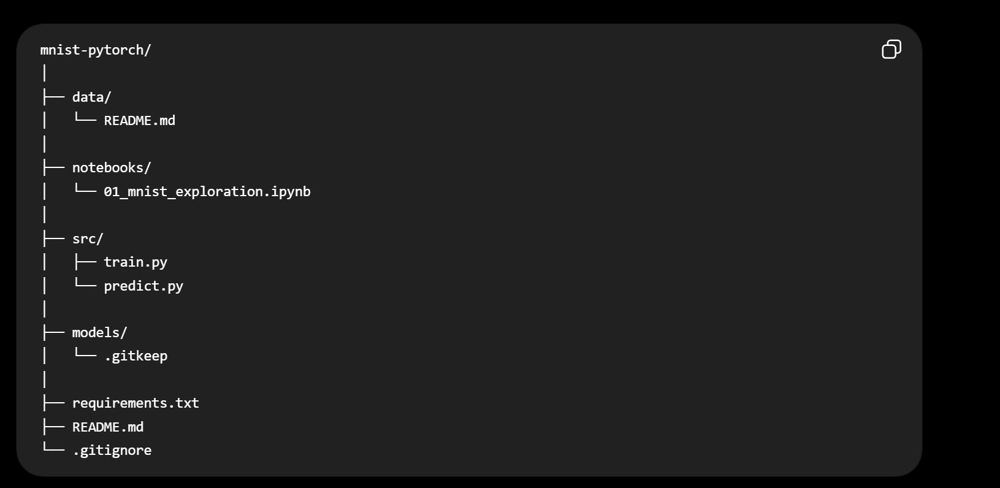 mnist-pytorch/
│
├── data/
│   └── README.md
│
├── notebooks/
│   └── 01_mnist_exploration.ipynb
│
├── src/
│   ├── train.py
│   └── predict.py
│
├── models/
│   └── .gitkeep
│
├── requirements.txt
├── README.md
└── .gitignore